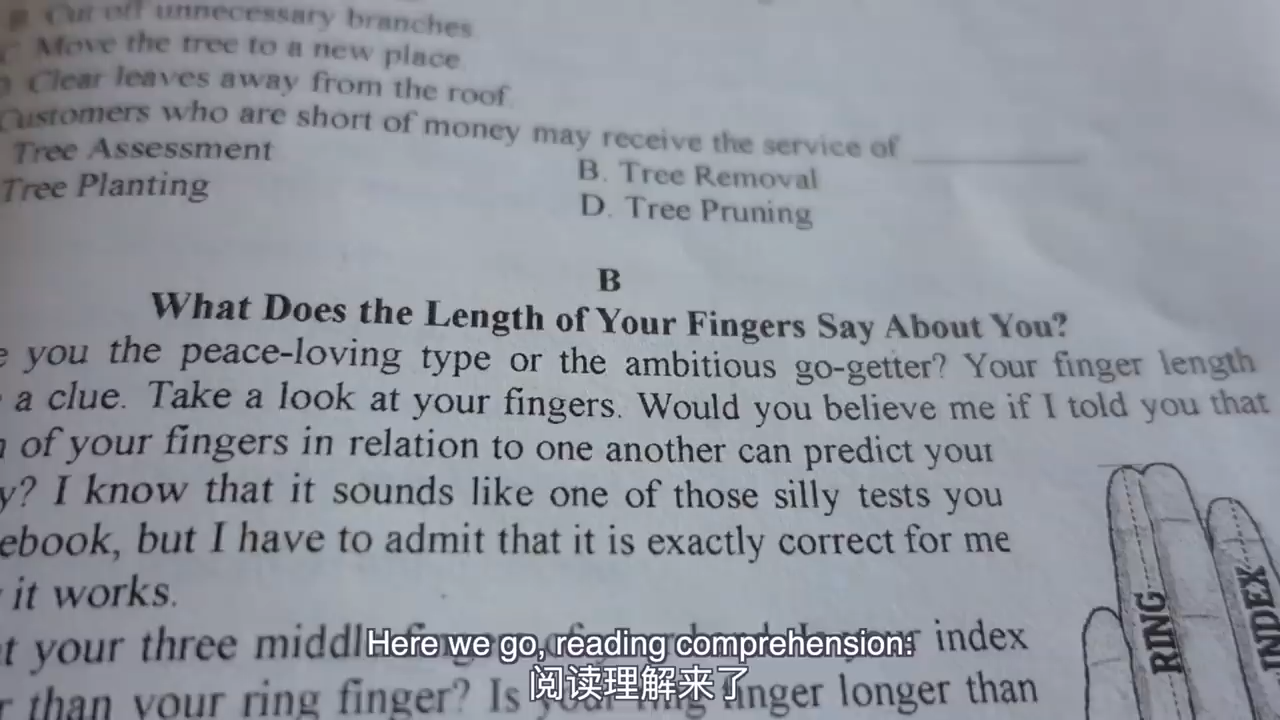 B Cut off unnecessary branches
C Move the tree to a new place
Clear leaves away from the roof.
Customers who are short of money may receive the service of
Tree Assessment
B. Tree Removal
Tree Planting
D. Tree Pruning
B
What Does the Length of Your Fingers Say About You?
you the peace-loving type or the ambitious go-getter? Your finger length
a clue. Take a look at your fingers. Would you believe me if I told you that
of your fingers in relation to one another can predict your
y? I know that it sounds like one of those silly tests you
ebook, but I have to admit that it is exactly correct for me
it works.
t your three middl index
r than your ring finger? Is your ring finger longer than
RING
INDEX
Here we go, reading comprehension:
阅读理解来了